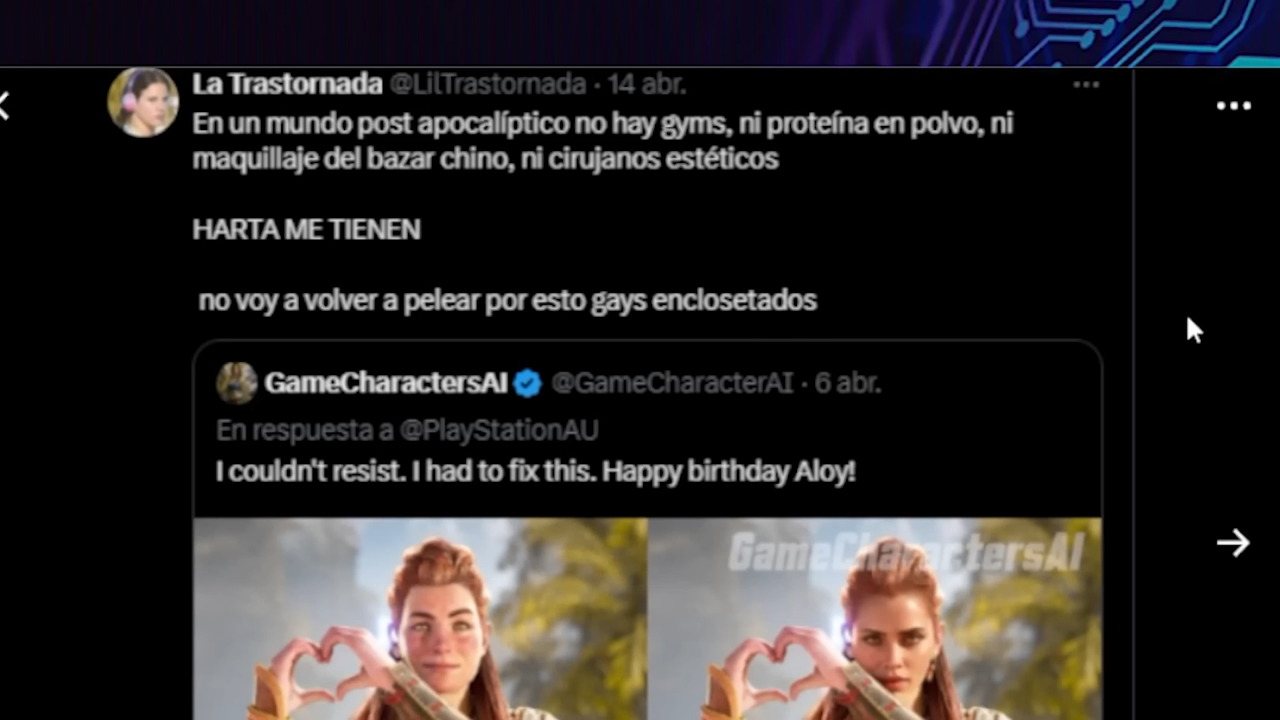 La Trastornada @LilTrastornada · 14 abr.
En un mundo post apocalíptico no hay gyms, ni proteína en polvo, ni
maquillaje del bazar chino, ni cirujanos estéticos
HARTA ME TIENEN
no voy a volver a pelear por esto gays enclosetados
GameCharactersAI @GameCharacterAI · 6 abr.
En respuesta a @PlayStationAU
I couldn't resist. I had to fix this. Happy birthday Aloy!
GameCharactersAI